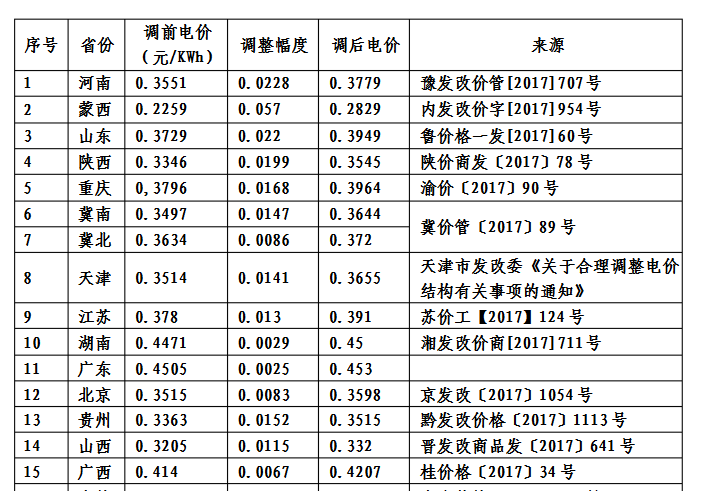 序号 省份 调前电价（元/KWh） 调整幅度 调后电价 来源
1 河南 0.3551 0.0228 0.3779 豫发改价管[2017]707号
2 蒙西 0.2259 0.057 0.2829 内发改价字[2017]954号
3 山东 0.3729 0.022 0.3949 鲁价格一发[2017]60号
4 陕西 0.3346 0.0199 0.3545 陕价商发〔2017〕78号
5 重庆 0,3796 0.0168 0.3964 渝价〔2017〕90号
6 冀南 0.3497 0.0147 0.3644 冀价管〔2017〕89号
7 冀北 0.3634 0.0086 0.372
8 天津 0.3514 0.0141 0.3655 天津市发改委《关于合理调整电价
结构有关事项的通知》
9 江苏 0.378 0.013 0.391 苏价工【2017】124号
10 湖南 0.4471 0.0029 0.45 湘发改价商[2017]711号
11 广东 0.4505 0.0025 0.453
12 北京 0.3515 0.0083 0.3598 京发改〔2017〕1054号
13 贵州 0.3363 0.0152 0.3515 黔发改价格〔2017〕1113号
14 山西 0.3205 0.0115 0.332 晋发改商品发〔2017〕641号
15 广西 0.414 0.0067 0.4207 桂价格〔2017〕34号